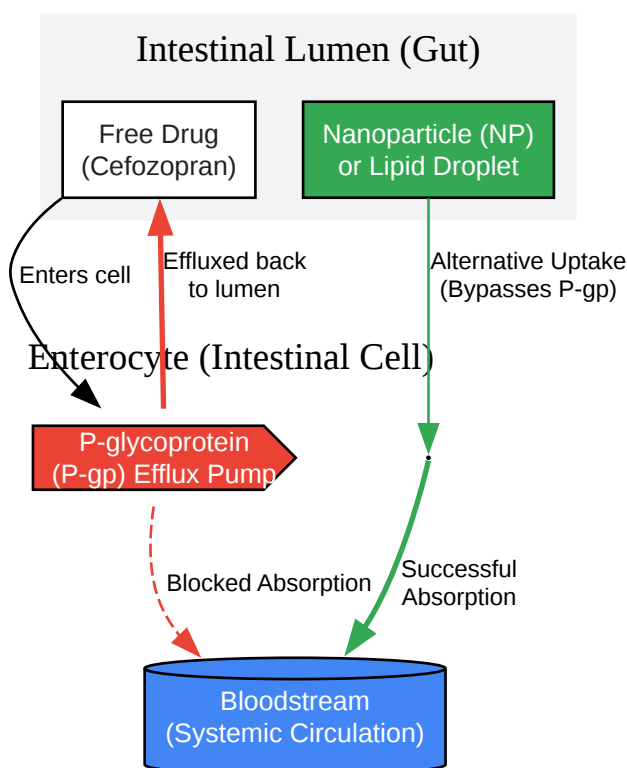 Intestinal Lumen (Gut)
Free Drug
(Cefozopran)
Nanoparticle (NP)
or Lipid Droplet
Enters cell
Effluxed back
to lumen
Alternative Uptake
(Bypasses P-gp)
Enterocyte (Intestinal Cell)
P-glycoprotein
(P-gp) Efflux Pump
Blocked Absorption
Successful
Absorption
Bloodstream
(Systemic Circulation)